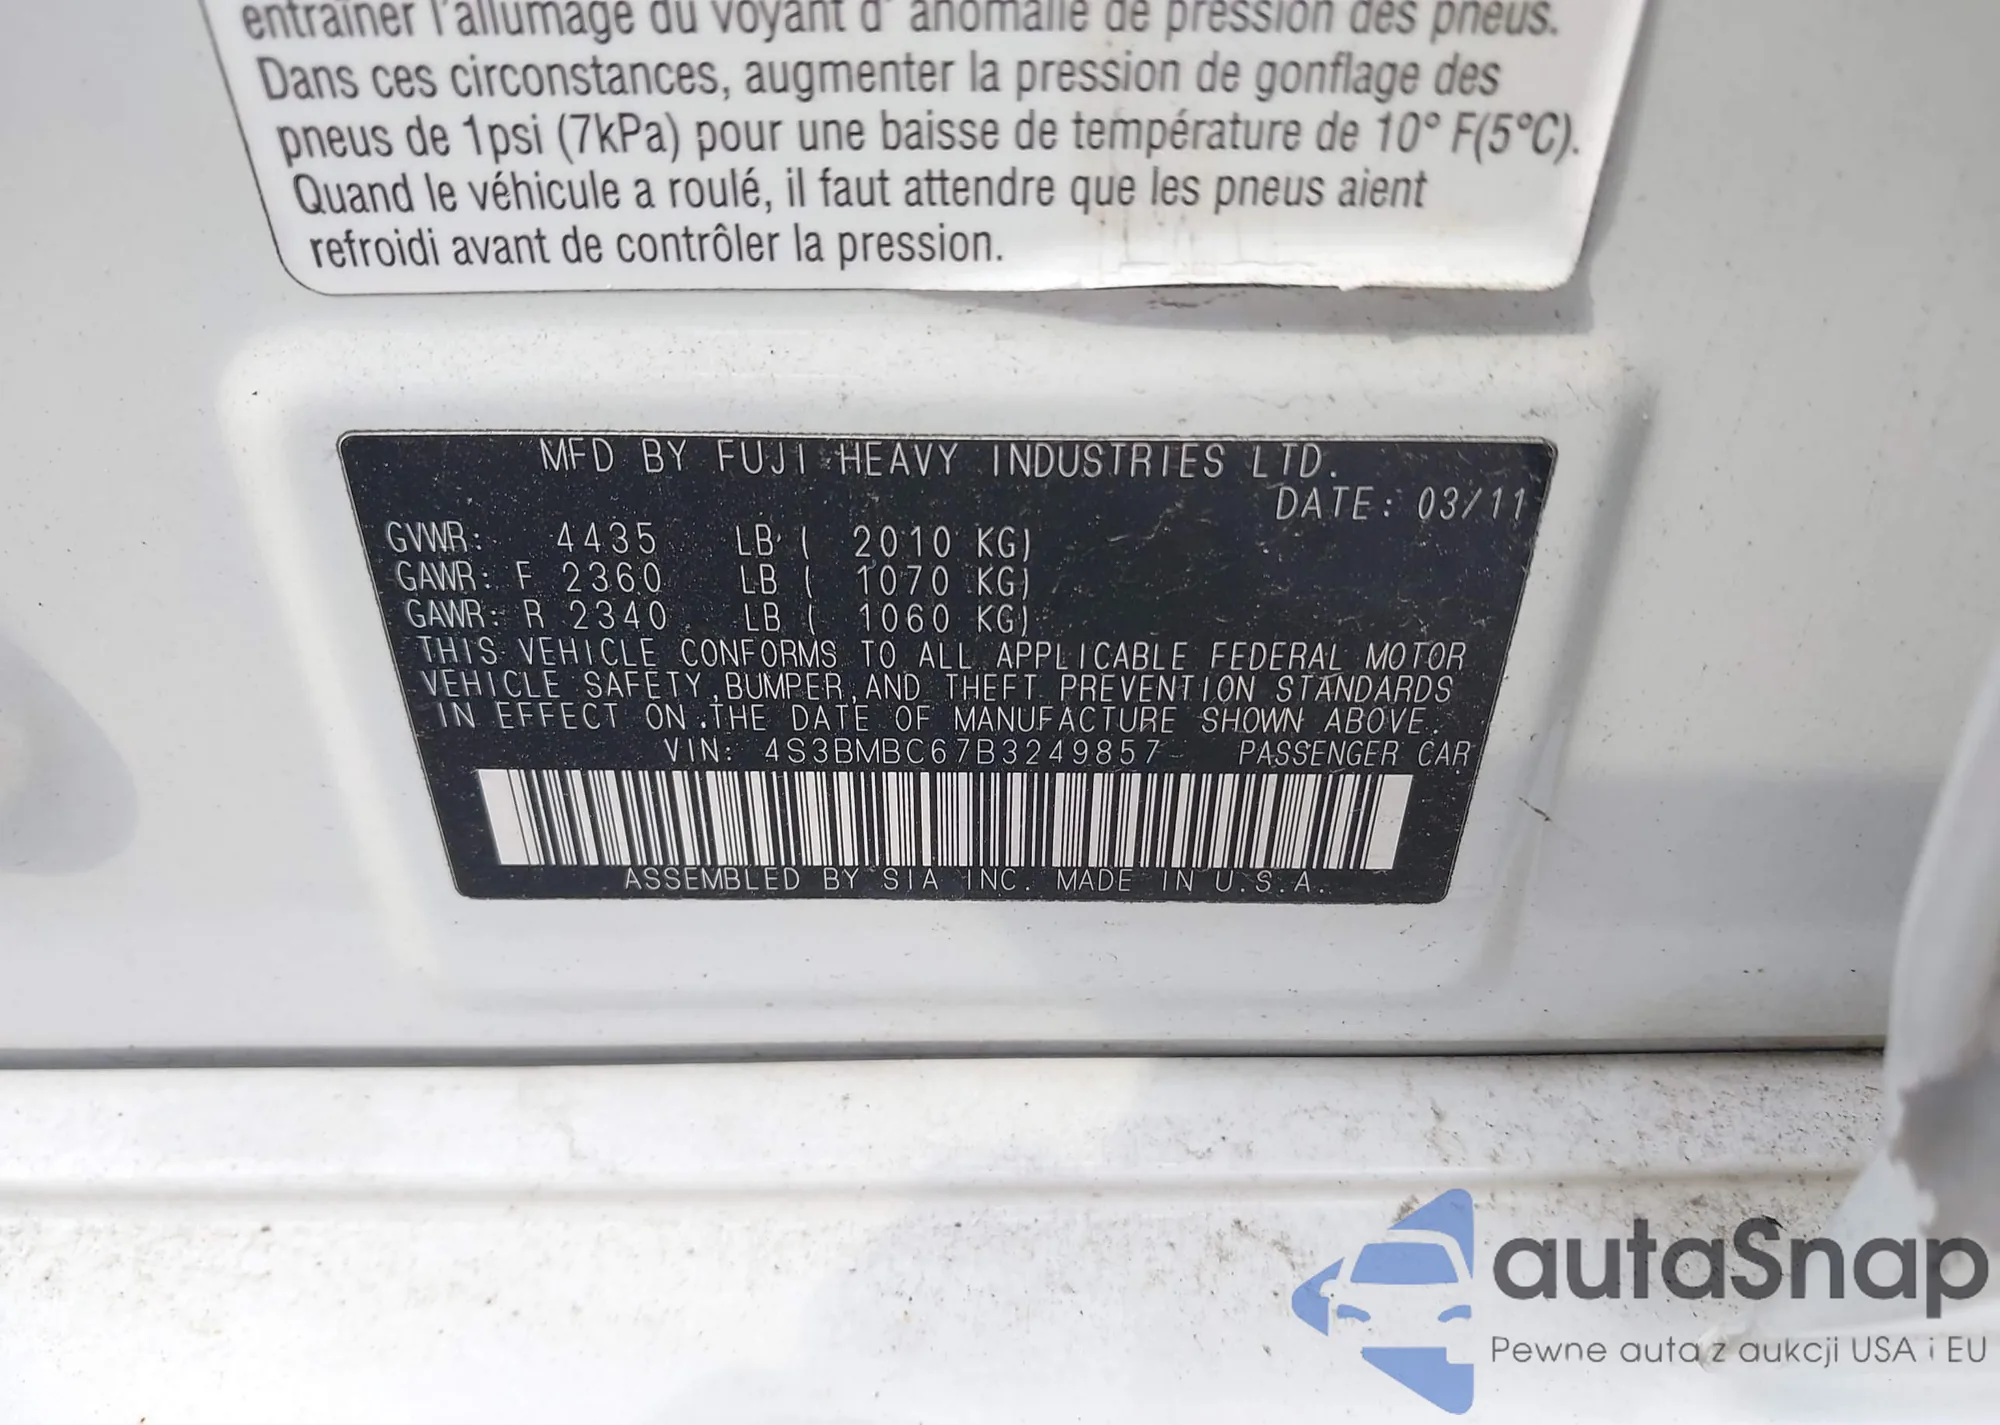 entraîner l'allumage du voyant d' anomalie de pression des pneus.
Dans ces circonstances, augmenter la pression de gonflage des
pneus de 1psi (7kPa) pour une baisse de température de 10° F(5°C).
Quand le véhicule a roulé, il faut attendre que les pneus aient
refroidi avant de contrôler la pression.
MFD BY FUJI HEAVY INDUSTRIES LTD.
DATE: 03/11
GVWR: 4435 LB ( 2010 KG)
GAWR: F 2360 LB ( 1070 KG)
GAWR: R 2340 LB ( 1060 KG)
THIS VEHICLE CONFORMS TO ALL APPLICABLE FEDERAL MOTOR
VEHICLE SAFETY,BUMPER,AND THEFT PREVENTION STANDARDS
IN EFFECT ON THE DATE OF MANUFACTURE SHOWN ABOVE.
VIN: 4S3BMBC67B3249857 PASSENGER CAR
ASSEMBLED BY SIA INC. MADE IN U.S.A.
autaSnap
Pewne auta z aukcji USA i EU